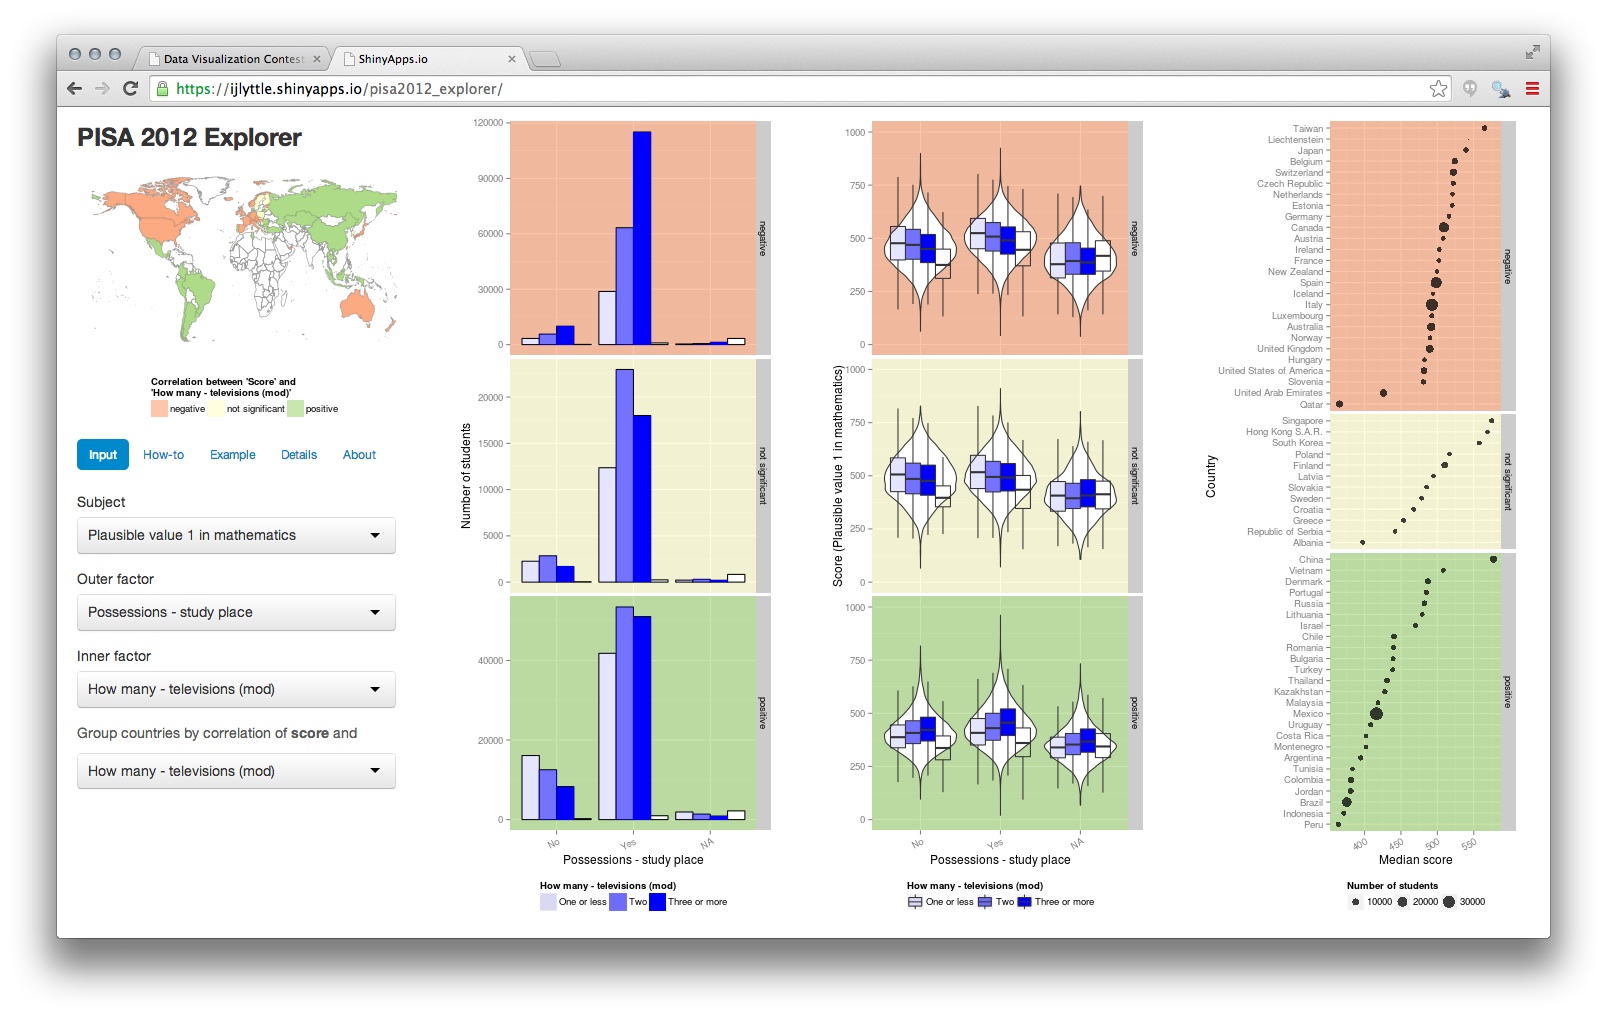 Data Visualization Contest
ShinyApps.io
https://ijlyttle.shinyapps.io/pisa2012_explorer/
PISA 2012 Explorer
Correlation between 'Score' and
'How many - televisions (mod)'
negative not significant positive
Input How-to Example Details About
Subject
Plausible value 1 in mathematics
Outer factor
Possessions - study place
Inner factor
How many - televisions (mod)
Group countries by correlation of score and
How many - televisions (mod)
Number of students
120000
90000
60000
30000
0
negative
20000
15000
10000
5000
0
not significant
40000
20000
0
positive
No Yes NA
Possessions - study place
How many - televisions (mod)
One or less Two Three or more
Score (Plausible value 1 in mathematics)
1000
750
500
250
0
negative
1000
750
500
250
0
not significant
1000
750
500
250
0
positive
No Yes NA
Possessions - study place
How many - televisions (mod)
One or less Two Three or more
Country
Taiwan
Liechtenstein
Japan
Belgium
Switzerland
Czech Republic
Netherlands
Estonia
Germany
Canada
Austria
Ireland
France
New Zealand
Spain
Iceland
Italy
Luxembourg
Australia
Norway
United Kingdom
Hungary
United States of America
Slovenia
United Arab Emirates
Qatar
negative
Singapore
Hong Kong S.A.R.
South Korea
Poland
Finland
Latvia
Slovakia
Sweden
Croatia
Greece
Republic of Serbia
Albania
not significant
China
Vietnam
Denmark
Portugal
Russia
Lithuania
Israel
Chile
Romania
Bulgaria
Turkey
Thailand
Kazakhstan
Malaysia
Mexico
Uruguay
Costa Rica
Montenegro
Argentina
Tunisia
Colombia
Jordan
Brazil
Indonesia
Peru
positive
400 450 500 550
Median score
Number of students
10000 20000 30000